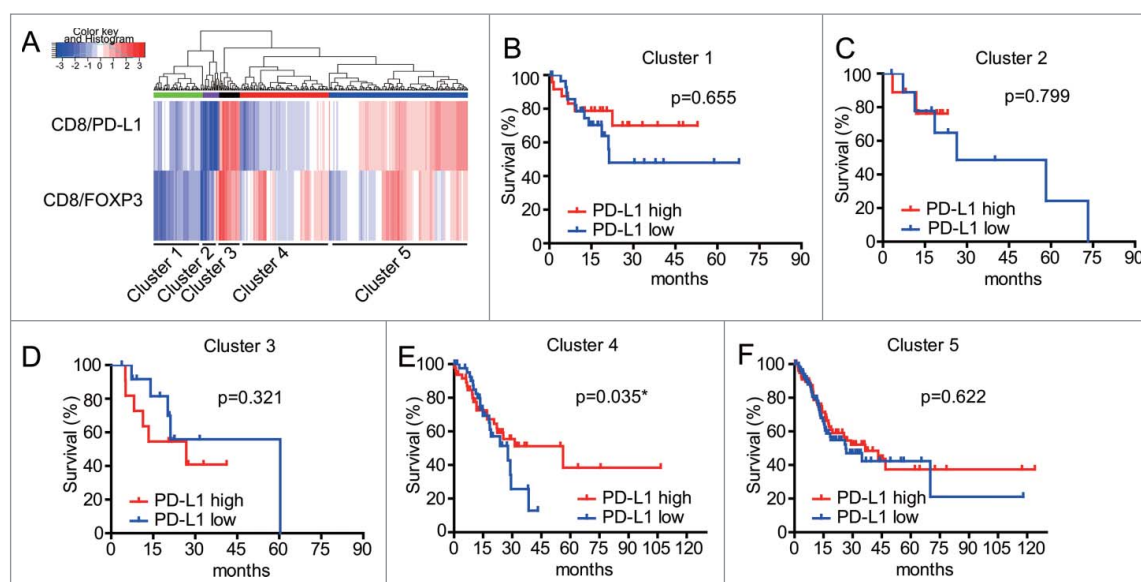 A
Color key
and Histogram
-3 -2 -1 0 1 2 3
CD8/PD-L1
CD8/FOXP3
Cluster 1
Cluster 2
Cluster 3
Cluster 4
Cluster 5
B
Cluster 1
p=0.655
Survival (%)
100
80
60
40
20
0
PD-L1 high
PD-L1 low
0 15 30 45 60 75 90
months
C
Cluster 2
p=0.799
Survival (%)
100
80
60
40
20
0
PD-L1 high
PD-L1 low
0 15 30 45 60 75 90
months
D
Cluster 3
p=0.321
Survival (%)
100
80
60
40
20
0
PD-L1 high
PD-L1 low
0 15 30 45 60 75 90
months
E
Cluster 4
p=0.035*
Survival (%)
100
80
60
40
20
0
PD-L1 high
PD-L1 low
0 15 30 45 60 75 90 105 120
months
F
Cluster 5
p=0.622
Survival (%)
100
80
60
40
20
0
PD-L1 high
PD-L1 low
0 15 30 45 60 75 90 105 120
months